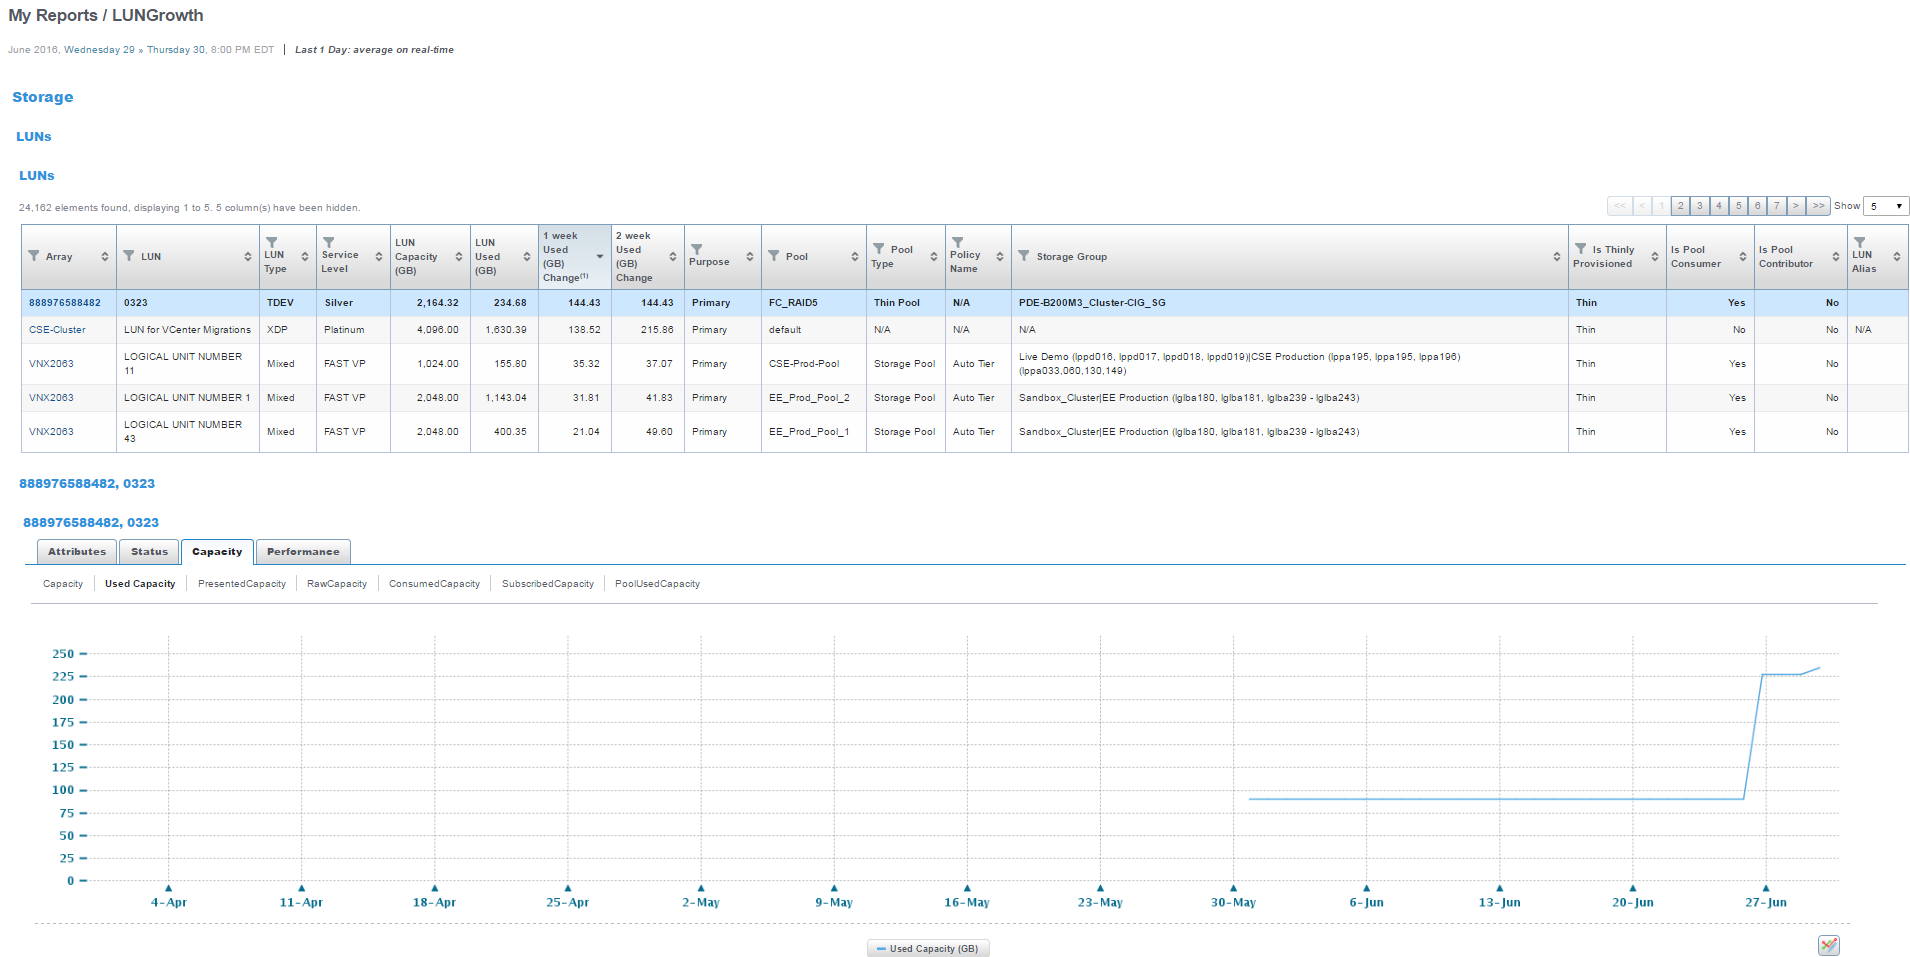 My Reports / LUNGrowth
June 2016, Wednesday 29 » Thursday 30, 8:00 PM EDT | Last 1 Day: average on real-time
Storage
LUNs
LUNs
24,162 elements found, displaying 1 to 5. 5 column(s) have been hidden.
<< < 1 2 3 4 5 6 7 > >> Show 5
Array LUN LUN Type Service Level LUN Capacity (GB) LUN Used (GB) 1 week Used (GB) Change(1) 2 week Used (GB) Change Purpose Pool Pool Type Policy Name Storage Group Is Thinly Provisioned Is Pool Consumer Is Pool Contributor LUN Alias
888976588482 0323 TDEV Silver 2,164.32 234.68 144.43 144.43 Primary FC_RAID5 Thin Pool N/A PDE-B200M3_Cluster-CIG_SG Thin Yes No
CSE-Cluster LUN for VCenter Migrations XDP Platinum 4,096.00 1,630.39 138.52 215.86 Primary default N/A N/A N/A Thin No No N/A
VNX2063 LOGICAL UNIT NUMBER 11 Mixed FAST VP 1,024.00 155.80 35.32 37.07 Primary CSE-Prod-Pool Storage Pool Auto Tier Live Demo (lppd016, lppd017, lppd018, lppd019)|CSE Production (lppa195, lppa195, lppa196) (lppa033,060,130,149) Thin Yes No
VNX2063 LOGICAL UNIT NUMBER 1 Mixed FAST VP 2,048.00 1,143.04 31.81 41.83 Primary EE_Prod_Pool_2 Storage Pool Auto Tier Sandbox_Cluster|EE Production (lglba180, lglba181, lglba239 - lglba243) Thin Yes No
VNX2063 LOGICAL UNIT NUMBER 43 Mixed FAST VP 2,048.00 400.35 21.04 49.60 Primary EE_Prod_Pool_1 Storage Pool Auto Tier Sandbox_Cluster|EE Production (lglba180, lglba181, lglba239 - lglba243) Thin Yes No
888976588482, 0323
888976588482, 0323
Attributes Status Capacity Performance
Capacity Used Capacity PresentedCapacity RawCapacity ConsumedCapacity SubscribedCapacity PoolUsedCapacity
250
225
200
175
150
125
100
75
50
25
0
4-Apr 11-Apr 18-Apr 25-Apr 2-May 9-May 16-May 23-May 30-May 6-Jun 13-Jun 20-Jun 27-Jun
Used Capacity (GB)